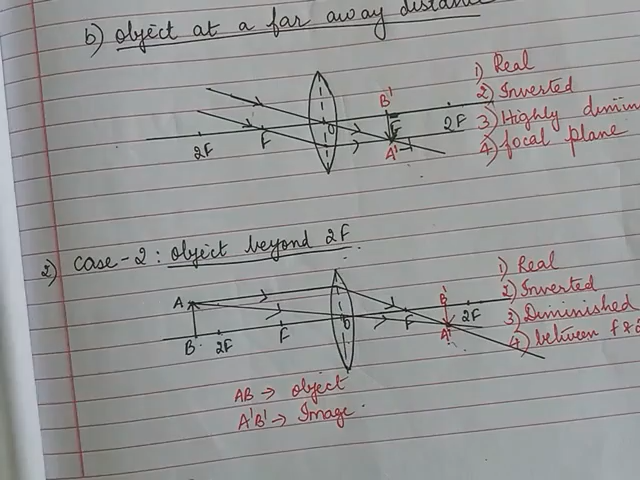 b) object at a far away distance
1) Real
2) Inverted
3) Highly
4) focal plane
B' 
2F F O F 2F
A'
2) Case-2: object beyond 2F.
1) Real
2) Inverted
3) Diminished
4) between f &
A B' 2F
B 2F F O F A'
AB → object
A'B' → Image.